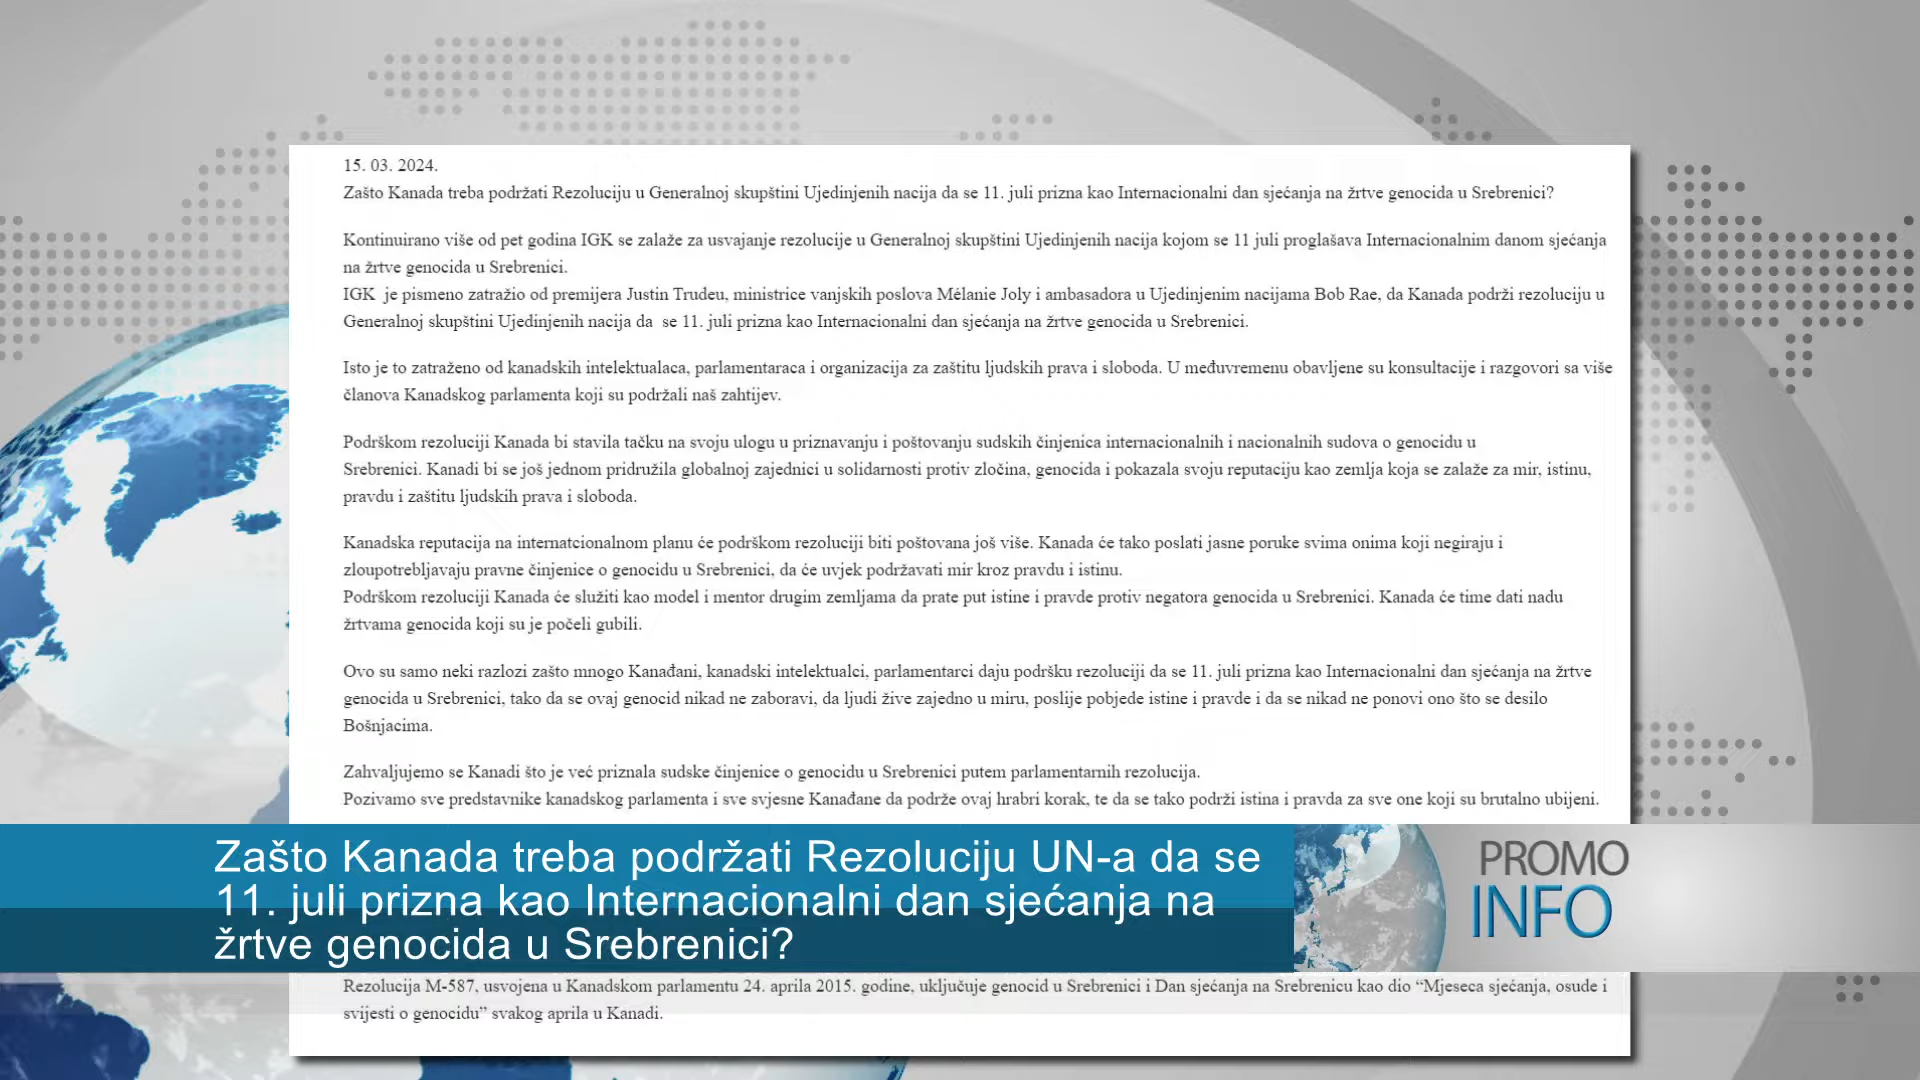 15. 03. 2024.
Zašto Kanada treba podržati Rezoluciju u Generalnoj skupštini Ujedinjenih nacija da se 11. juli prizna kao Internacionalni dan sjećanja na žrtve genocida u Srebrenici?
Kontinuirano više od pet godina IGK se zalaže za usvajanje rezolucije u Generalnoj skupštini Ujedinjenih nacija kojom se 11 juli proglašava Internacionalnim danom sjećanja
na žrtve genocida u Srebrenici.
IGK  je pismeno zatražio od premijera Justin Trudeu, ministrice vanjskih poslova Mélanie Joly i ambasadora u Ujedinjenim nacijama Bob Rae, da Kanada podrži rezoluciju u
Generalnoj skupštini Ujedinjenih nacija da  se 11. juli prizna kao Internacionalni dan sjećanja na žrtve genocida u Srebrenici.
Isto je to zatraženo od kanadskih intelektualaca, parlamentaraca i organizacija za zaštitu ljudskih prava i sloboda. U međuvremenu obavljene su konsultacije i razgovori sa više
članova Kanadskog parlamenta koji su podržali naš zahtijev.
Podrškom rezoluciji Kanada bi stavila tačku na svoju ulogu u priznavanju i poštovanju sudskih činjenica internacionalnih i nacionalnih sudova o genocidu u
Srebrenici. Kanadi bi se još jednom pridružila globalnoj zajednici u solidarnosti protiv zločina, genocida i pokazala svoju reputaciju kao zemlja koja se zalaže za mir, istinu,
pravdu i zaštitu ljudskih prava i sloboda.
Kanadska reputacija na internatcionalnom planu će podrškom rezoluciji biti poštovana još više. Kanada će tako poslati jasne poruke svima onima koji negiraju i
zloupotrebljavaju pravne činjenice o genocidu u Srebrenici, da će uvjek podržavati mir kroz pravdu i istinu.
Podrškom rezoluciji Kanada će služiti kao model i mentor drugim zemljama da prate put istine i pravde protiv negatora genocida u Srebrenici. Kanada će time dati nadu
žrtvama genocida koji su je počeli gubili.
Ovo su samo neki razlozi zašto mnogo Kanađani, kanadski intelektualci, parlamentarci daju podršku rezoluciji da se 11. juli prizna kao Internacionalni dan sjećanja na žrtve
genocida u Srebrenici, tako da se ovaj genocid nikad ne zaboravi, da ljudi žive zajedno u miru, poslije pobjede istine i pravde i da se nikad ne ponovi ono što se desilo
Bošnjacima.
Zahvaljujemo se Kanadi što je već priznala sudske činjenice o genocidu u Srebrenici putem parlamentarnih rezolucija.
Pozivamo sve predstavnike kanadskog parlamenta i sve svjesne Kanađane da podrže ovaj hrabri korak, te da se tako podrži istina i pravda za sve one koji su brutalno ubijeni.
Zašto Kanada treba podržati Rezoluciju UN-a da se
11. juli prizna kao Internacionalni dan sjećanja na
žrtve genocida u Srebrenici?
PROMO
INFO
Rezolucija M-587, usvojena u Kanadskom parlamentu 24. aprila 2015. godine, uključuje genocid u Srebrenici i Dan sjećanja na Srebrenicu kao dio “Mjeseca sjećanja, osude i
svijesti o genocidu” svakog aprila u Kanadi.